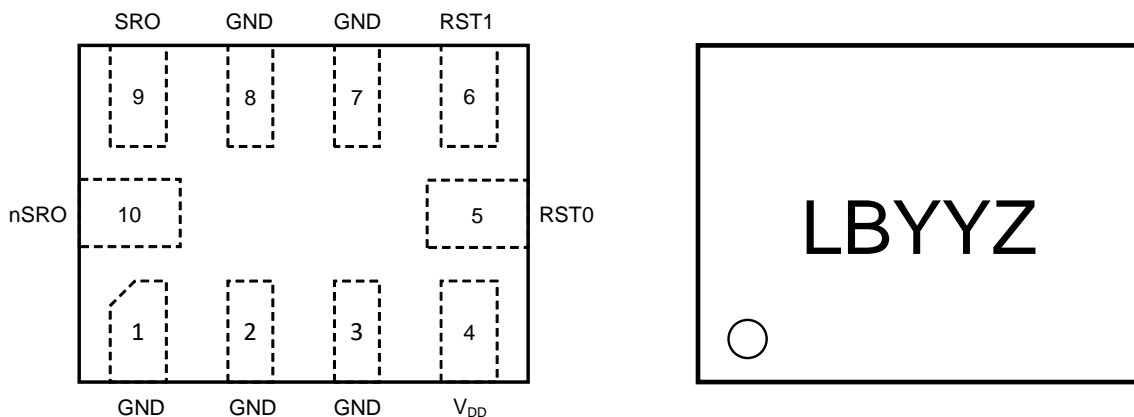 SRO GND GND RST1
9 8 7 6
nSRO 10 5 RST0
LBYYZ
1 2 3 4
GND GND GND VDD